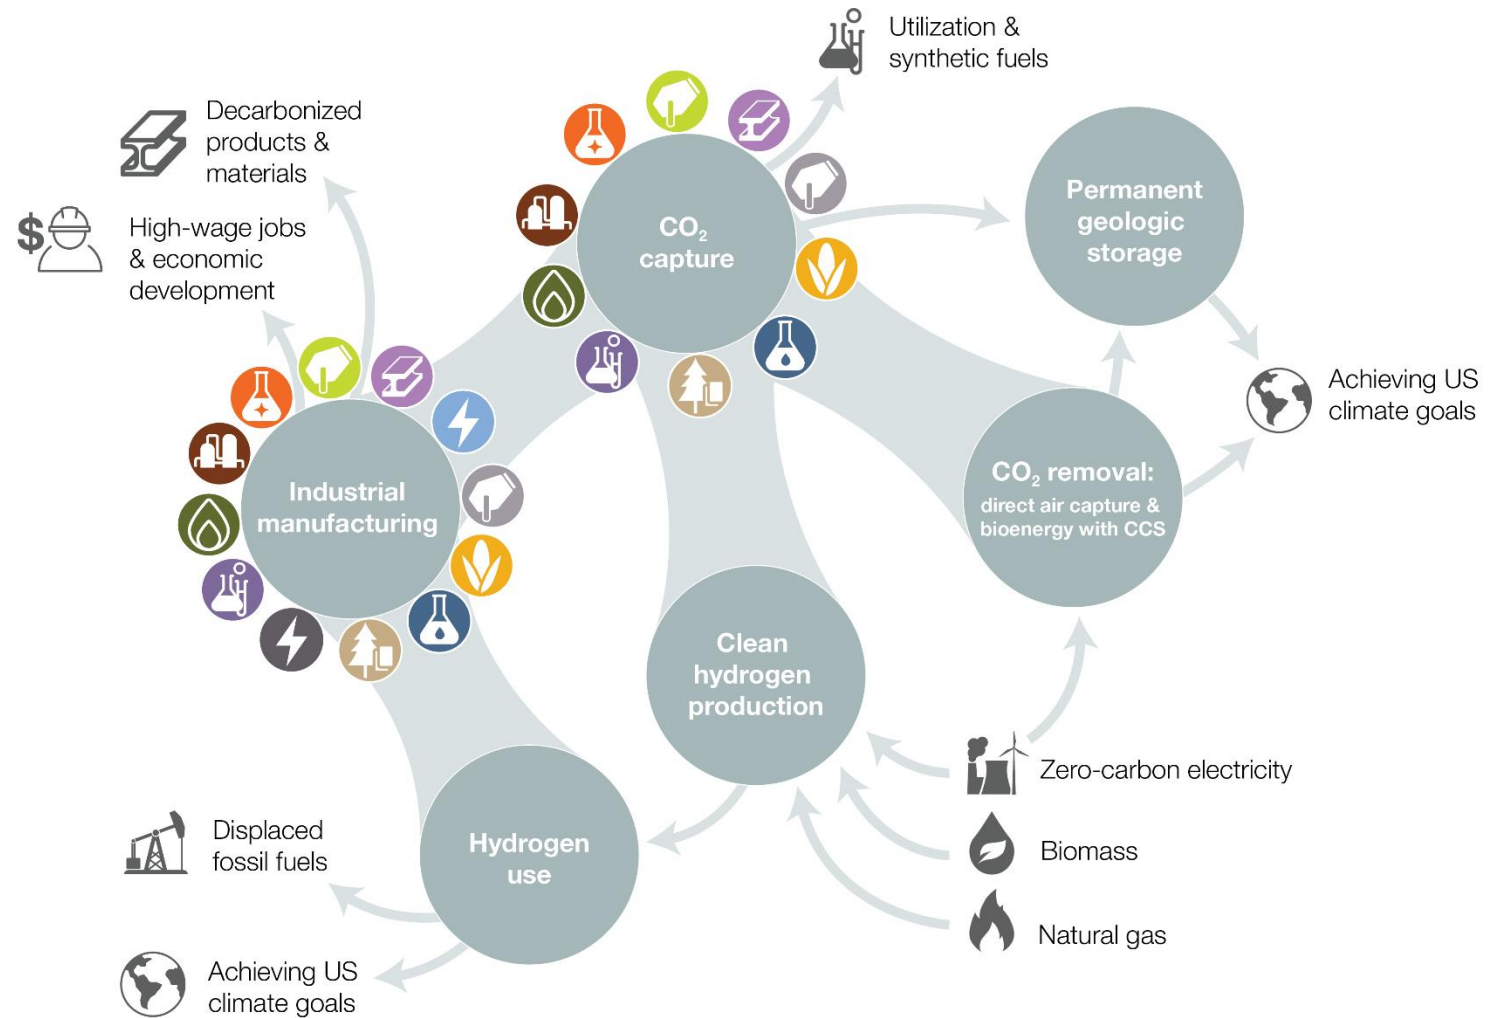 Utilization &
synthetic fuels
Decarbonized
products &
materials
High-wage jobs
& economic
development
CO₂
capture
Permanent
geologic
storage
Achieving US
climate goals
Industrial
manufacturing
CO₂ removal:
direct air capture &
bioenergy with CCS
Clean
hydrogen
production
Zero-carbon electricity
Biomass
Natural gas
Hydrogen
use
Displaced
fossil fuels
Achieving US
climate goals
$